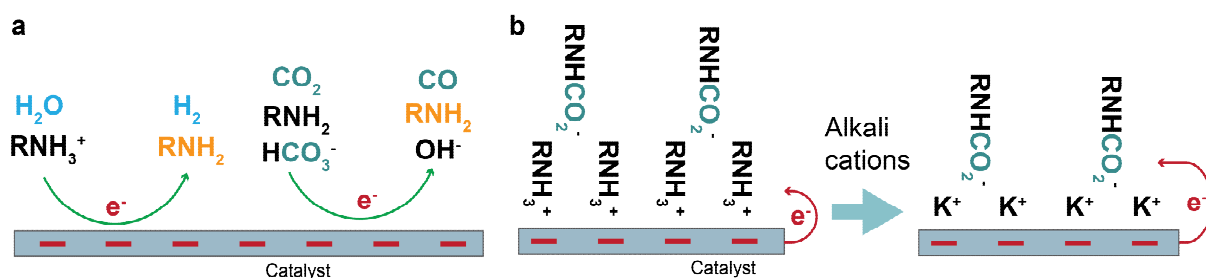 a
H₂O
RNH₃⁺
H₂
RNH₂
CO₂
RNH₂
HCO₃⁻
CO
RNH₂
OH⁻
e⁻
e⁻
Catalyst
b
RNHCO₂⁻
RNHCO₂⁻
RNH₃⁺
RNH₃⁺
RNH₃⁺
RNH₃⁺
e⁻
Catalyst
Alkali
cations
RNHCO₂⁻
RNHCO₂⁻
K⁺ K⁺ K⁺ K⁺
e⁻